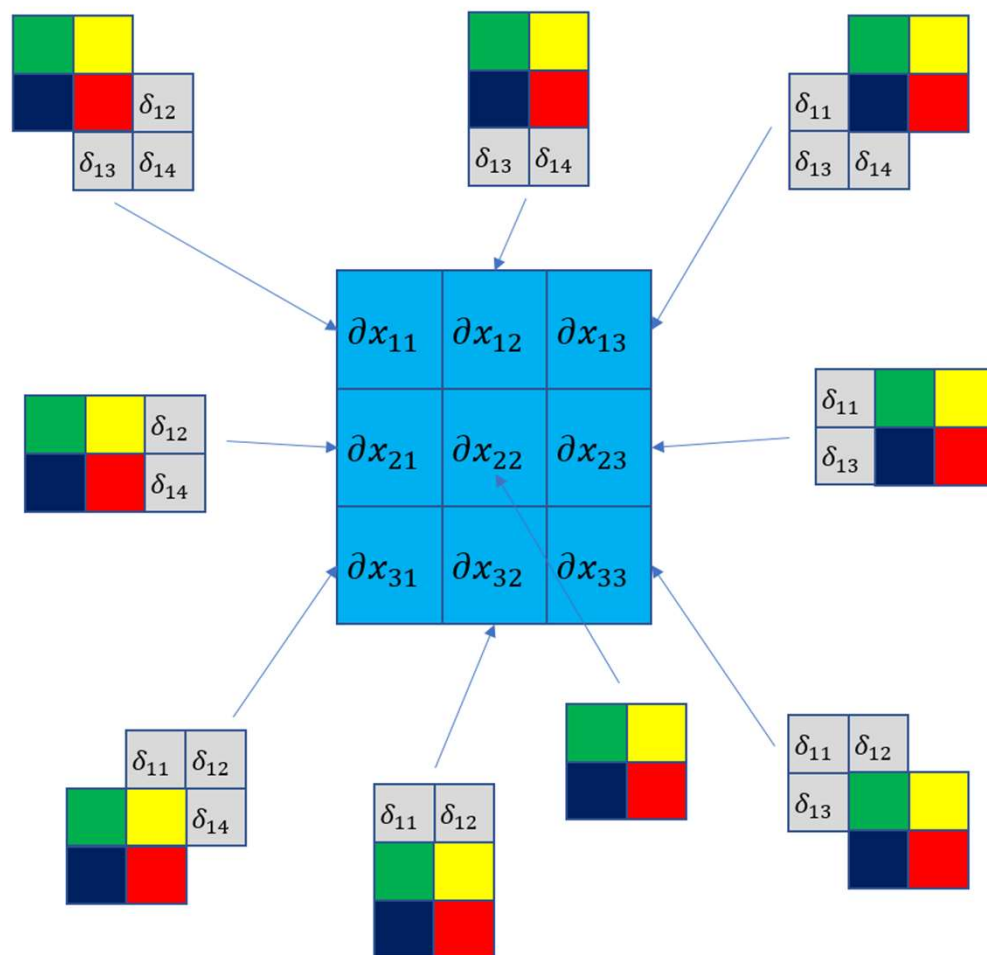 δ₁₂
δ₁₃ δ₁₄
δ₁₃ δ₁₄
δ₁₁
δ₁₃ δ₁₄
∂x₁₁ ∂x₁₂ ∂x₁₃
δ₁₂
δ₁₄
∂x₂₁ ∂x₂₂ ∂x₂₃
δ₁₁
δ₁₃
∂x₃₁ ∂x₃₂ ∂x₃₃
δ₁₁ δ₁₂
δ₁₄
δ₁₁ δ₁₂
δ₁₁ δ₁₂
δ₁₃